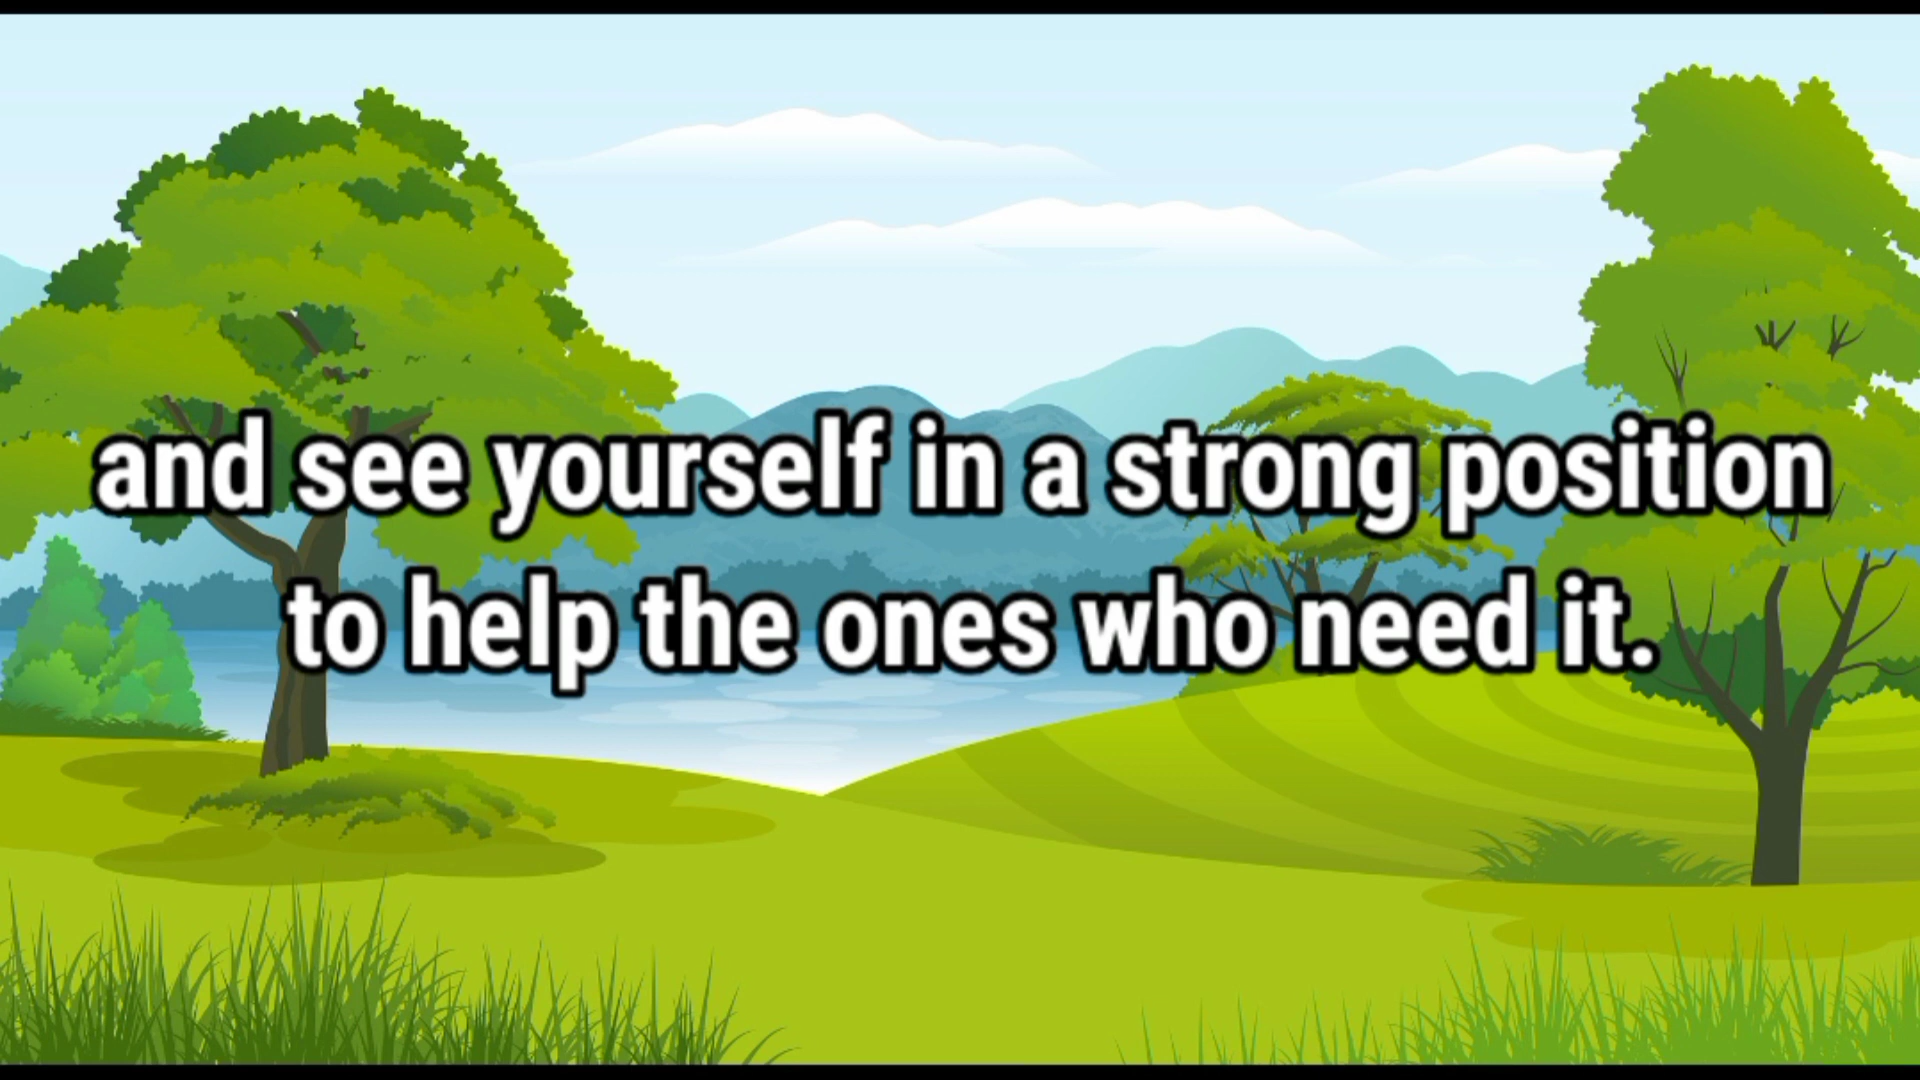 and see yourself in a strong position
to help the ones who need it.